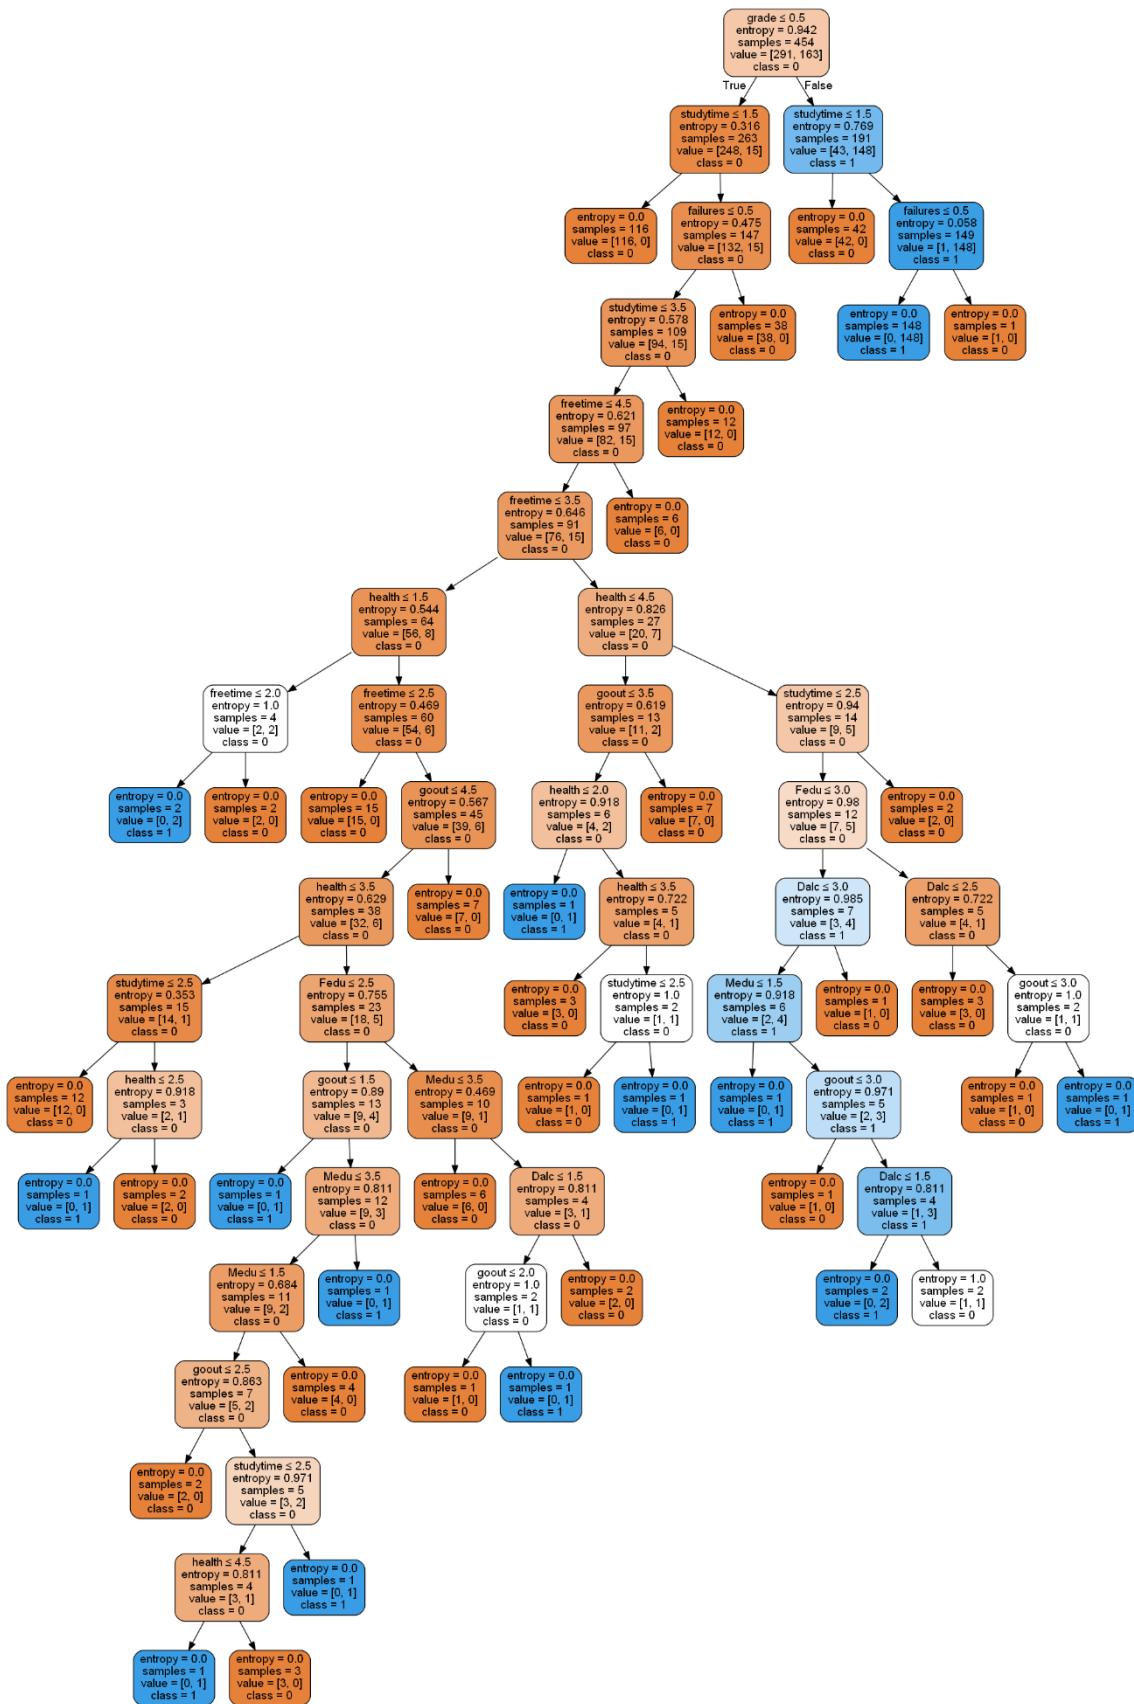 grade ≤ 0.5
entropy = 0.942
samples = 454
value = [291, 163]
class = 0
True
False
studytime ≤ 1.5
entropy = 0.316
samples = 263
value = [248, 15]
class = 0
studytime ≤ 1.5
entropy = 0.769
samples = 191
value = [43, 148]
class = 1
entropy = 0.0
samples = 116
value = [116, 0]
class = 0
failures ≤ 0.5
entropy = 0.475
samples = 147
value = [132, 15]
class = 0
entropy = 0.0
samples = 42
value = [42, 0]
class = 0
failures ≤ 0.5
entropy = 0.058
samples = 149
value = [1, 148]
class = 1
studytime ≤ 3.5
entropy = 0.578
samples = 109
value = [94, 15]
class = 0
entropy = 0.0
samples = 38
value = [38, 0]
class = 0
entropy = 0.0
samples = 148
value = [0, 148]
class = 1
entropy = 0.0
samples = 1
value = [1, 0]
class = 0
freetime ≤ 4.5
entropy = 0.621
samples = 97
value = [82, 15]
class = 0
entropy = 0.0
samples = 12
value = [12, 0]
class = 0
freetime ≤ 3.5
entropy = 0.646
samples = 91
value = [76, 15]
class = 0
entropy = 0.0
samples = 6
value = [6, 0]
class = 0
health ≤ 1.5
entropy = 0.544
samples = 64
value = [56, 8]
class = 0
health ≤ 4.5
entropy = 0.826
samples = 27
value = [20, 7]
class = 0
freetime ≤ 2.0
entropy = 1.0
samples = 4
value = [2, 2]
class = 0
freetime ≤ 2.5
entropy = 0.469
samples = 60
value = [54, 6]
class = 0
goout ≤ 3.5
entropy = 0.619
samples = 13
value = [11, 2]
class = 0
studytime ≤ 2.5
entropy = 0.94
samples = 14
value = [9, 5]
class = 0
entropy = 0.0
samples = 2
value = [0, 2]
class = 1
entropy = 0.0
samples = 2
value = [2, 0]
class = 0
entropy = 0.0
samples = 15
value = [15, 0]
class = 0
goout ≤ 4.5
entropy = 0.567
samples = 45
value = [39, 6]
class = 0
health ≤ 2.0
entropy = 0.918
samples = 6
value = [4, 2]
class = 0
entropy = 0.0
samples = 7
value = [7, 0]
class = 0
Fedu ≤ 3.0
entropy = 0.98
samples = 12
value = [7, 5]
class = 0
entropy = 0.0
samples = 2
value = [2, 0]
class = 0
health ≤ 3.5
entropy = 0.629
samples = 38
value = [32, 6]
class = 0
entropy = 0.0
samples = 7
value = [7, 0]
class = 0
entropy = 0.0
samples = 1
value = [0, 1]
class = 1
health ≤ 3.5
entropy = 0.722
samples = 5
value = [4, 1]
class = 0
Dalc ≤ 3.0
entropy = 0.985
samples = 7
value = [3, 4]
class = 1
Dalc ≤ 2.5
entropy = 0.722
samples = 5
value = [4, 1]
class = 0
studytime ≤ 2.5
entropy = 0.353
samples = 15
value = [14, 1]
class = 0
Fedu ≤ 2.5
entropy = 0.755
samples = 23
value = [18, 5]
class = 0
entropy = 0.0
samples = 3
value = [3, 0]
class = 0
studytime ≤ 2.5
entropy = 1.0
samples = 2
value = [1, 1]
class = 0
Medu ≤ 1.5
entropy = 0.918
samples = 6
value = [2, 4]
class = 1
entropy = 0.0
samples = 1
value = [1, 0]
class = 0
entropy = 0.0
samples = 3
value = [3, 0]
class = 0
goout ≤ 3.0
entropy = 1.0
samples = 2
value = [1, 1]
class = 0
entropy = 0.0
samples = 12
value = [12, 0]
class = 0
health ≤ 2.5
entropy = 0.918
samples = 3
value = [2, 1]
class = 0
goout ≤ 1.5
entropy = 0.89
samples = 13
value = [9, 4]
class = 0
Medu ≤ 3.5
entropy = 0.469
samples = 10
value = [9, 1]
class = 0
entropy = 0.0
samples = 1
value = [1, 0]
class = 0
entropy = 0.0
samples = 1
value = [0, 1]
class = 1
entropy = 0.0
samples = 1
value = [0, 1]
class = 1
goout ≤ 3.0
entropy = 0.971
samples = 5
value = [2, 3]
class = 1
entropy = 0.0
samples = 1
value = [1, 0]
class = 0
entropy = 0.0
samples = 1
value = [0, 1]
class = 1
entropy = 0.0
samples = 1
value = [0, 1]
class = 1
entropy = 0.0
samples = 2
value = [2, 0]
class = 0
entropy = 0.0
samples = 1
value = [0, 1]
class = 1
Medu ≤ 3.5
entropy = 0.811
samples = 12
value = [9, 3]
class = 0
entropy = 0.0
samples = 6
value = [6, 0]
class = 0
Dalc ≤ 1.5
entropy = 0.811
samples = 4
value = [3, 1]
class = 0
entropy = 0.0
samples = 1
value = [1, 0]
class = 0
Dalc ≤ 1.5
entropy = 0.811
samples = 4
value = [1, 3]
class = 1
Medu ≤ 1.5
entropy = 0.684
samples = 11
value = [9, 2]
class = 0
entropy = 0.0
samples = 1
value = [0, 1]
class = 1
goout ≤ 2.0
entropy = 1.0
samples = 2
value = [1, 1]
class = 0
entropy = 0.0
samples = 2
value = [2, 0]
class = 0
entropy = 0.0
samples = 2
value = [0, 2]
class = 1
entropy = 1.0
samples = 2
value = [1, 1]
class = 0
goout ≤ 2.5
entropy = 0.863
samples = 7
value = [5, 2]
class = 0
entropy = 0.0
samples = 4
value = [4, 0]
class = 0
entropy = 0.0
samples = 1
value = [1, 0]
class = 0
entropy = 0.0
samples = 1
value = [0, 1]
class = 1
entropy = 0.0
samples = 2
value = [2, 0]
class = 0
studytime ≤ 2.5
entropy = 0.971
samples = 5
value = [3, 2]
class = 0
health ≤ 4.5
entropy = 0.811
samples = 4
value = [3, 1]
class = 0
entropy = 0.0
samples = 1
value = [0, 1]
class = 1
entropy = 0.0
samples = 1
value = [0, 1]
class = 1
entropy = 0.0
samples = 3
value = [3, 0]
class = 0